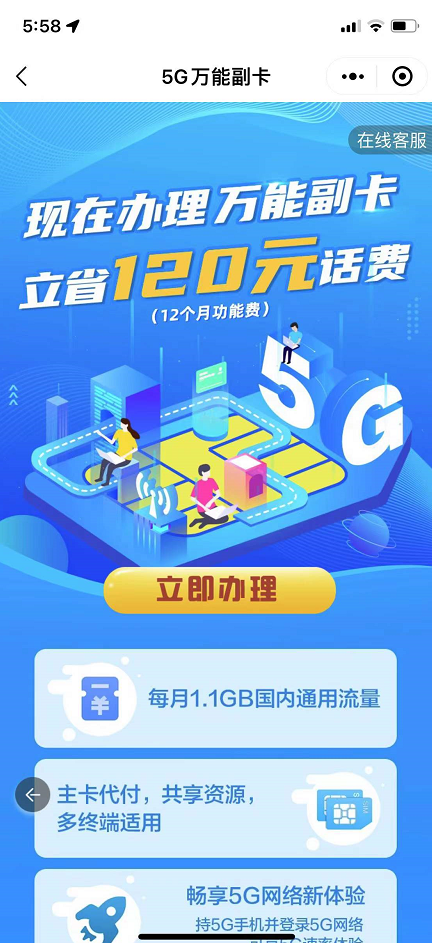 5:58
5G万能副卡
在线客服
现在办理万能副卡
立省120元话费
（12个月功能费）
5G
立即办理
每月1.1GB国内通用流量
主卡代付，共享资源，
多终端适用
畅享5G网络新体验
持5G手机并登录5G网络